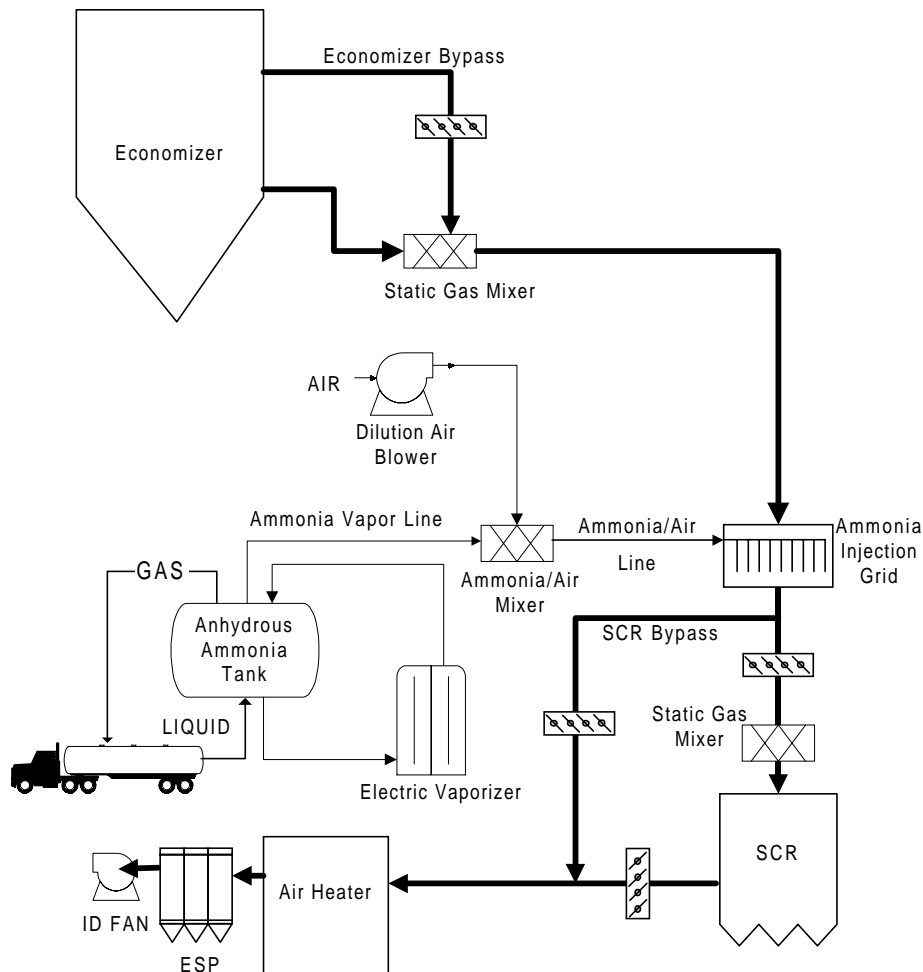 Economizer Bypass
Economizer
Static Gas Mixer
AIR
Dilution Air
Blower
Ammonia Vapor Line
Ammonia/Air
Line
Ammonia
Injection
Grid
Ammonia/Air
Mixer
GAS
Anhydrous
Ammonia
Tank
SCR Bypass
LIQUID
Static Gas
Mixer
Electric Vaporizer
SCR
Air Heater
ID FAN
ESP